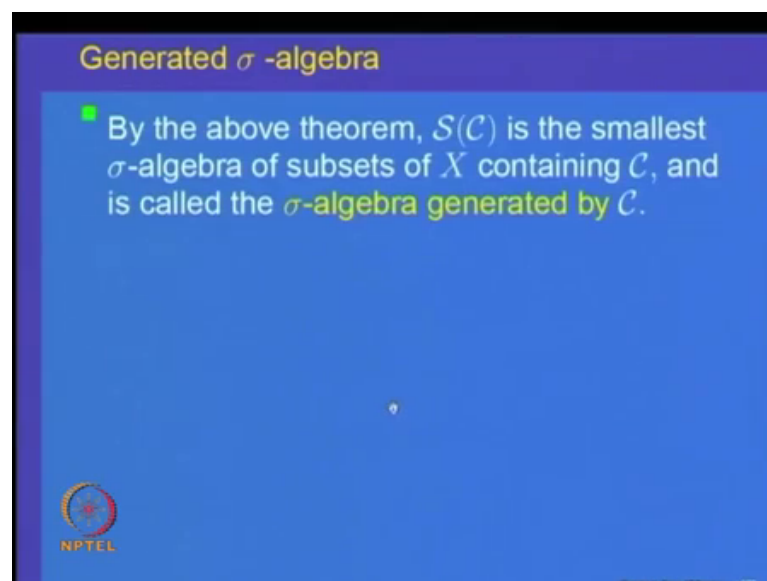 Generated σ -algebra
By the above theorem, 𝒮(𝒞) is the smallest
σ-algebra of subsets of X containing 𝒞, and
is called the σ-algebra generated by 𝒞.
NPTEL